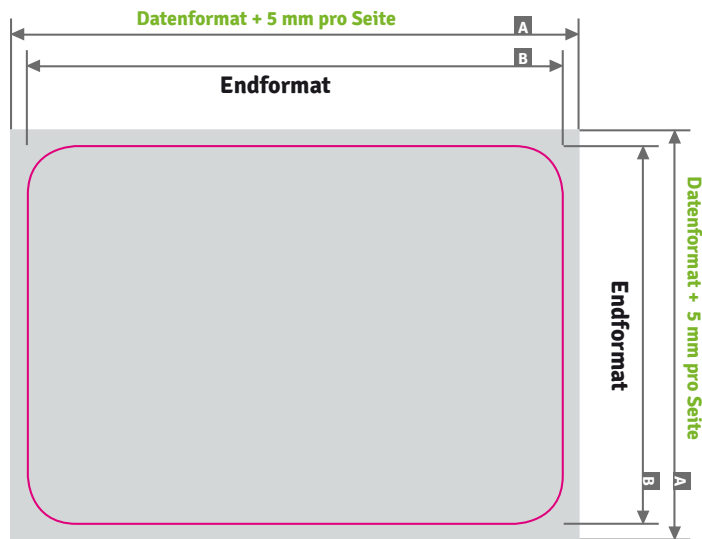 Datenformat + 5 mm pro Seite
A
B
Endformat
Endformat
Datenformat + 5 mm pro Seite
B
A